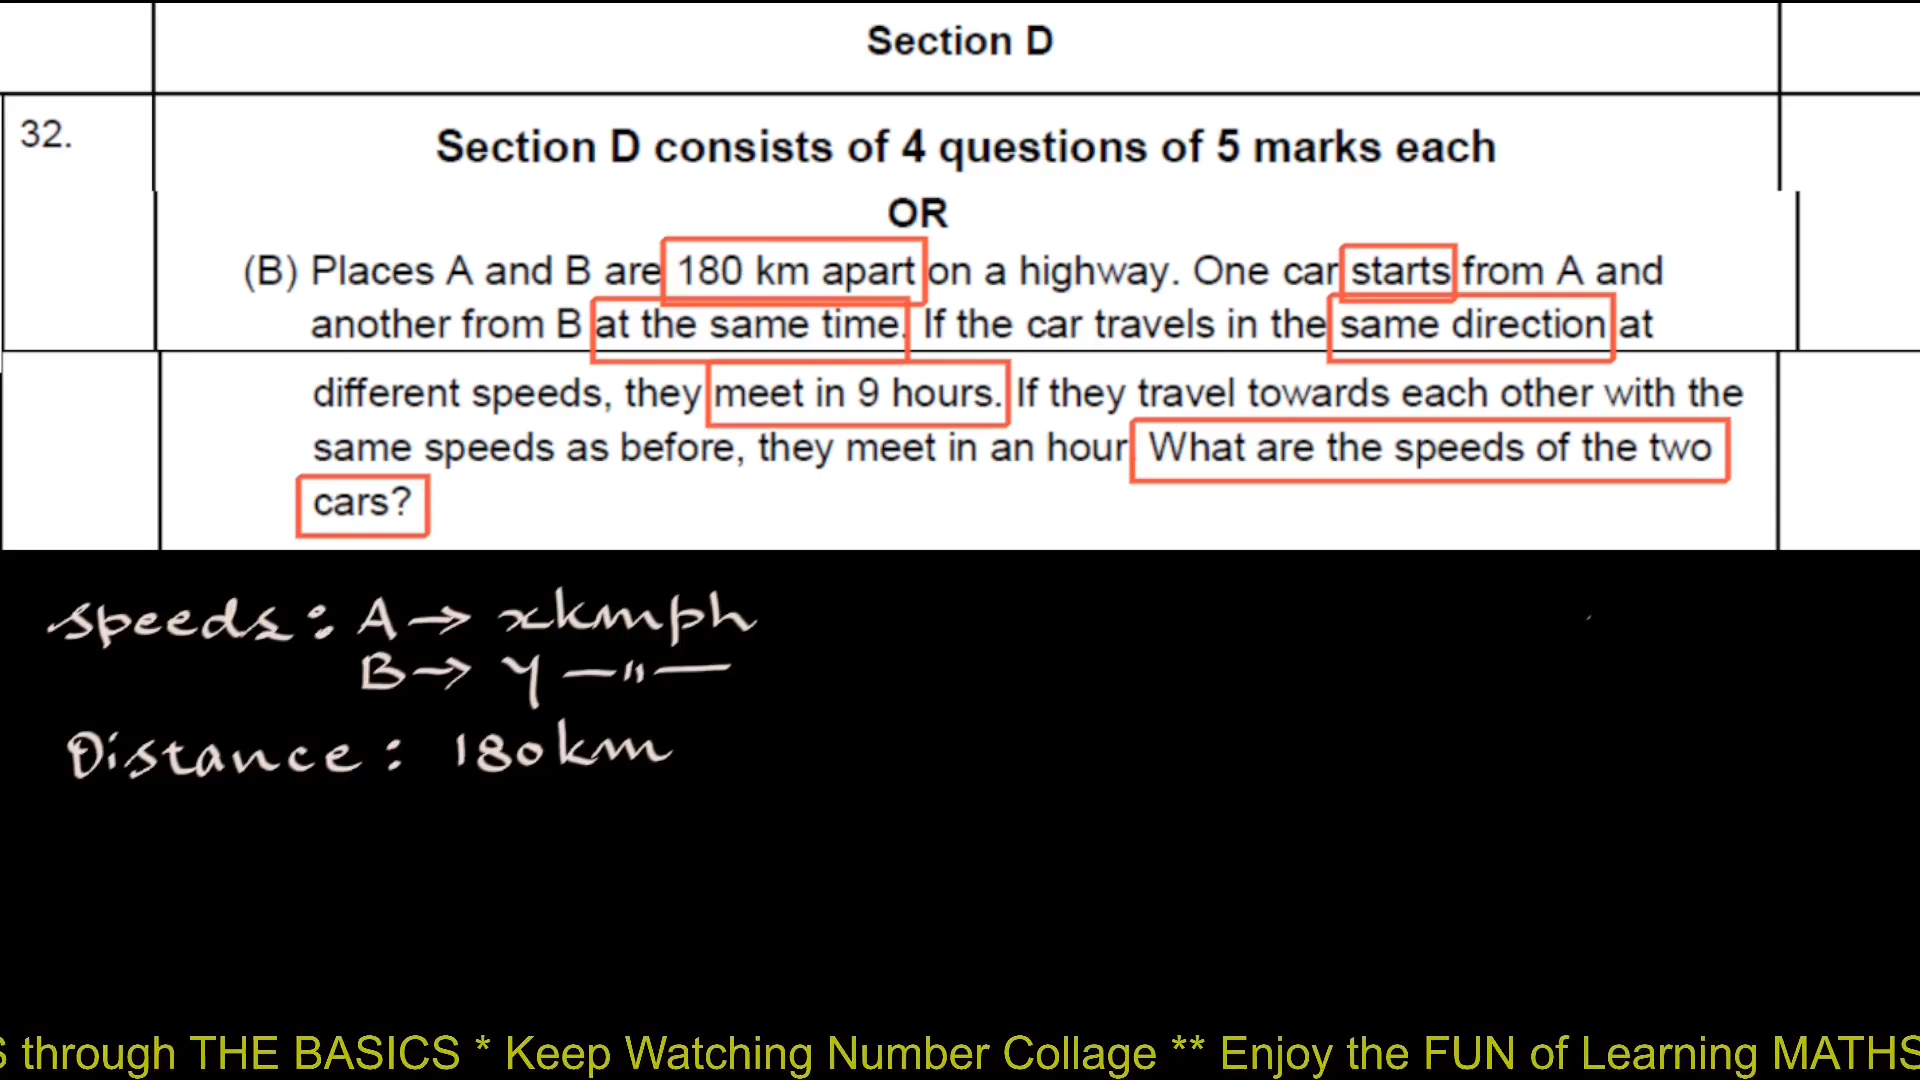 Section D
32.
Section D consists of 4 questions of 5 marks each
OR
(B) Places A and B are 180 km apart on a highway. One car starts from A and
another from B at the same time. If the car travels in the same direction at
different speeds, they meet in 9 hours. If they travel towards each other with the
same speeds as before, they meet in an hour What are the speeds of the two
cars?
speeds: A → x kmph
B → y —"—
Distance: 180 km
through THE BASICS * Keep Watching Number Collage ** Enjoy the FUN of Learning MATHS